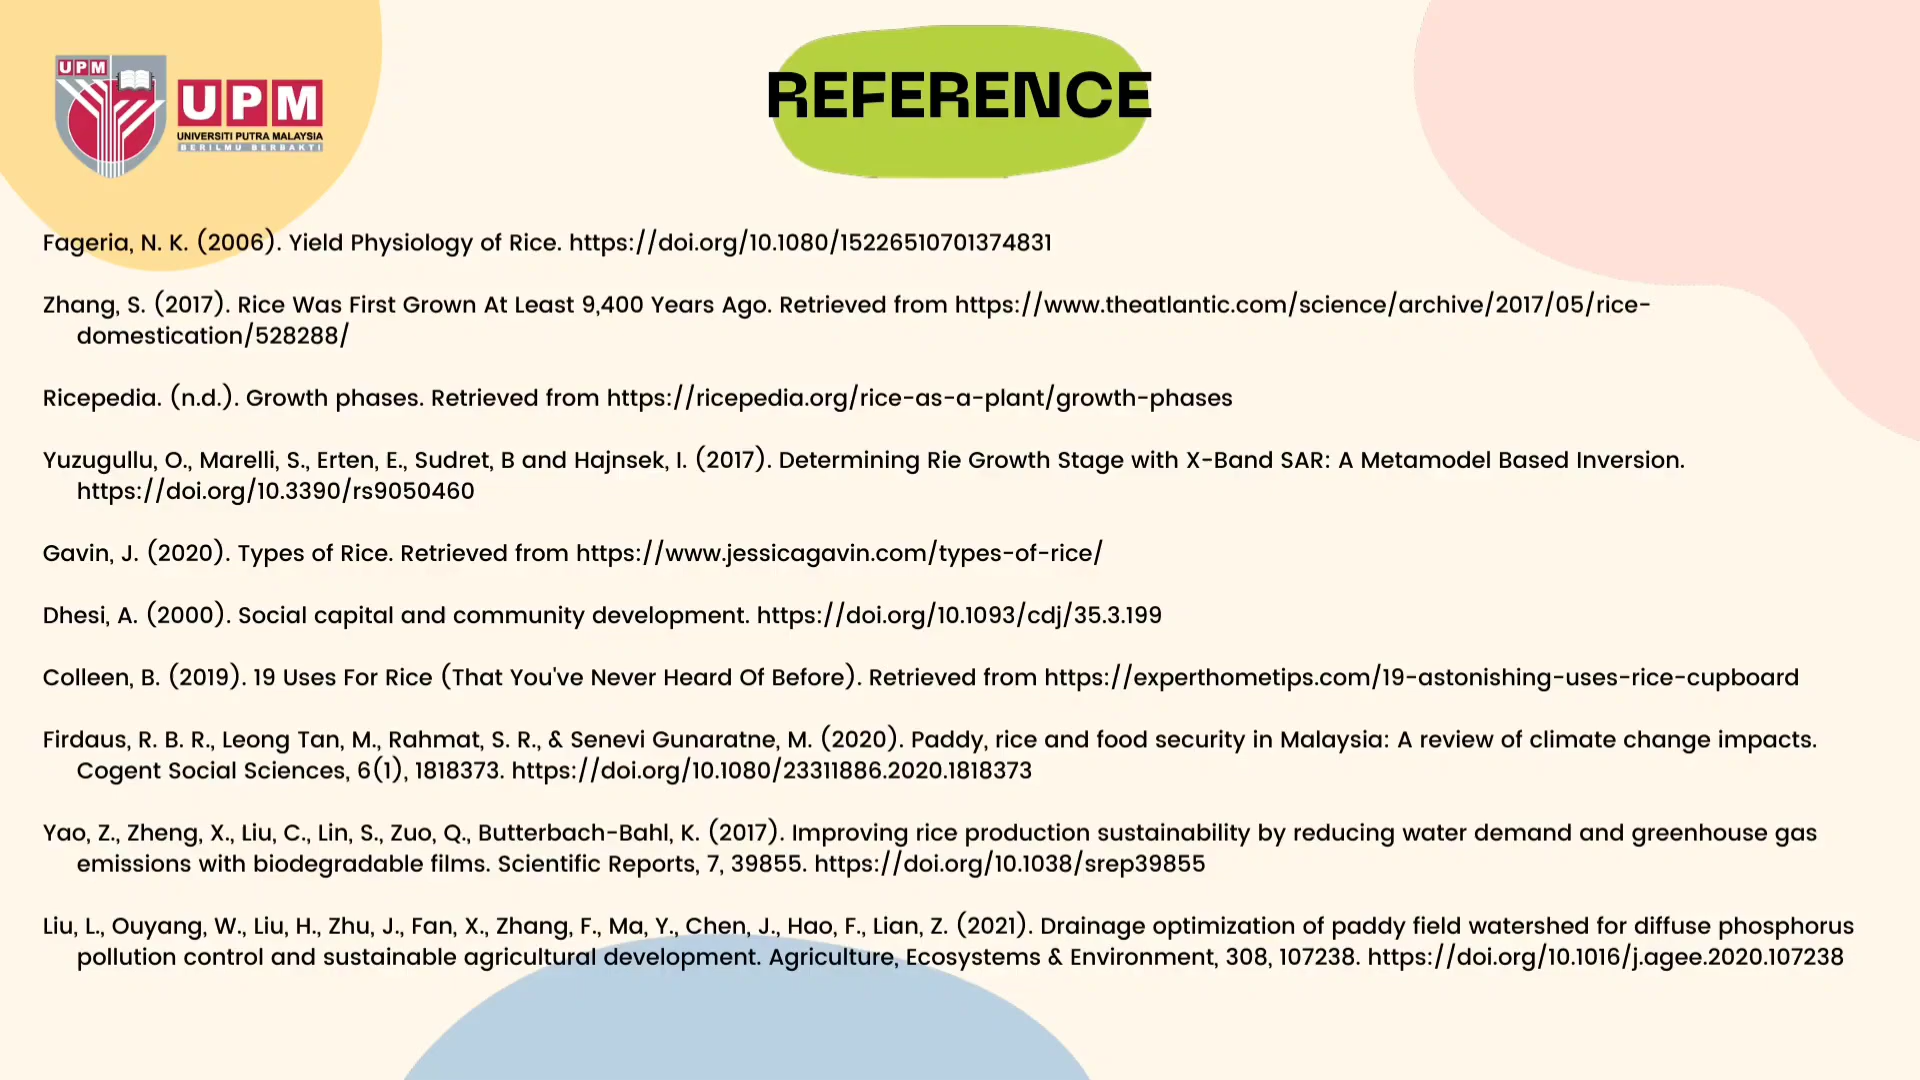 UPM
UPM
UNIVERSITI PUTRA MALAYSIA
BERILMU BERBAKTI
REFERENCE
Fageria, N. K. (2006). Yield Physiology of Rice. https://doi.org/10.1080/15226510701374831
Zhang, S. (2017). Rice Was First Grown At Least 9,400 Years Ago. Retrieved from https://www.theatlantic.com/science/archive/2017/05/rice-
domestication/528288/
Ricepedia. (n.d.). Growth phases. Retrieved from https://ricepedia.org/rice-as-a-plant/growth-phases
Yuzugullu, O., Marelli, S., Erten, E., Sudret, B and Hajnsek, I. (2017). Determining Rie Growth Stage with X-Band SAR: A Metamodel Based Inversion.
https://doi.org/10.3390/rs9050460
Gavin, J. (2020). Types of Rice. Retrieved from https://www.jessicagavin.com/types-of-rice/
Dhesi, A. (2000). Social capital and community development. https://doi.org/10.1093/cdj/35.3.199
Colleen, B. (2019). 19 Uses For Rice (That You've Never Heard Of Before). Retrieved from https://experthometips.com/19-astonishing-uses-rice-cupboard
Firdaus, R. B. R., Leong Tan, M., Rahmat, S. R., & Senevi Gunaratne, M. (2020). Paddy, rice and food security in Malaysia: A review of climate change impacts.
Cogent Social Sciences, 6(1), 1818373. https://doi.org/10.1080/23311886.2020.1818373
Yao, Z., Zheng, X., Liu, C., Lin, S., Zuo, Q., Butterbach-Bahl, K. (2017). Improving rice production sustainability by reducing water demand and greenhouse gas
emissions with biodegradable films. Scientific Reports, 7, 39855. https://doi.org/10.1038/srep39855
Liu, L., Ouyang, W., Liu, H., Zhu, J., Fan, X., Zhang, F., Ma, Y., Chen, J., Hao, F., Lian, Z. (2021). Drainage optimization of paddy field watershed for diffuse phosphorus
pollution control and sustainable agricultural development. Agriculture, Ecosystems & Environment, 308, 107238. https://doi.org/10.1016/j.agee.2020.107238